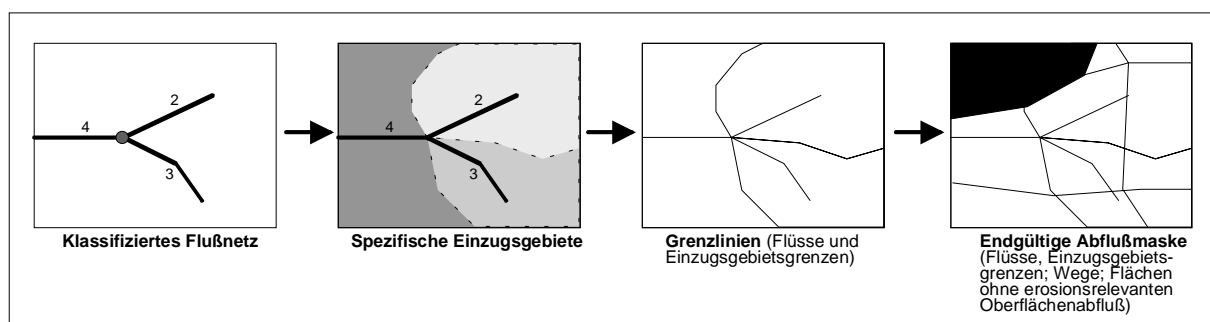 2
4
3
2
4
3
Klassifiziertes Flußnetz
Spezifische Einzugsgebiete
Grenzlinien (Flüsse und
Einzugsgebietsgrenzen)
Endgültige Abflußmaske
(Flüsse, Einzugsgebiets-
grenzen; Wege; Flächen
ohne erosionsrelevanten
Oberflächenabfluß)